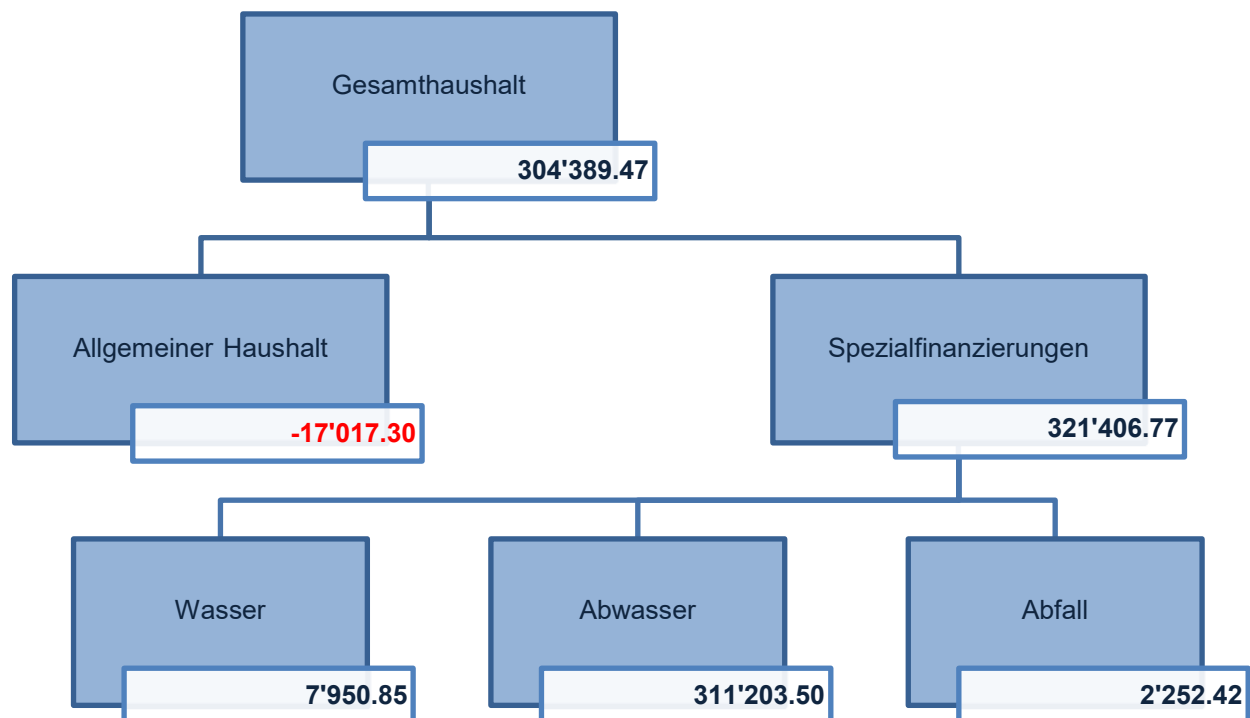 Gesamthaushalt
304'389.47
Allgemeiner Haushalt
-17'017.30
Spezialfinanzierungen
321'406.77
Wasser
7'950.85
Abwasser
311'203.50
Abfall
2'252.42